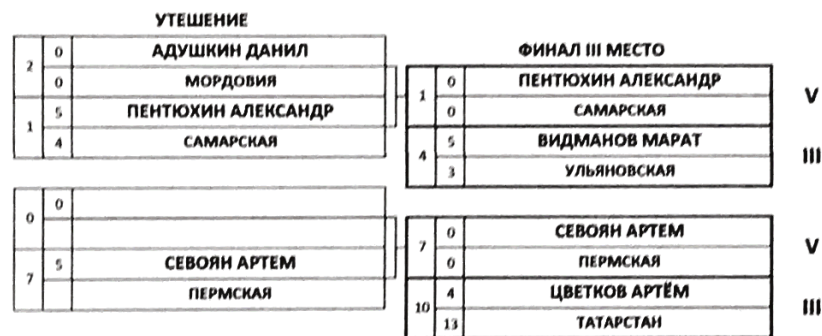 УТЕШЕНИЕ
2 0 АДУШКИН ДАНИЛ
0 МОРДОВИЯ
1 5 ПЕНТЮХИН АЛЕКСАНДР
4 САМАРСКАЯ
0 0
7 5 СЕВОЯН АРТЕМ
ПЕРМСКАЯ
ФИНАЛ III МЕСТО
1 0 ПЕНТЮХИН АЛЕКСАНДР V
0 САМАРСКАЯ
4 5 ВИДМАНОВ МАРАТ III
3 УЛЬЯНОВСКАЯ
7 0 СЕВОЯН АРТЕМ V
0 ПЕРМСКАЯ
10 4 ЦВЕТКОВ АРТЁМ III
13 ТАТАРСТАН